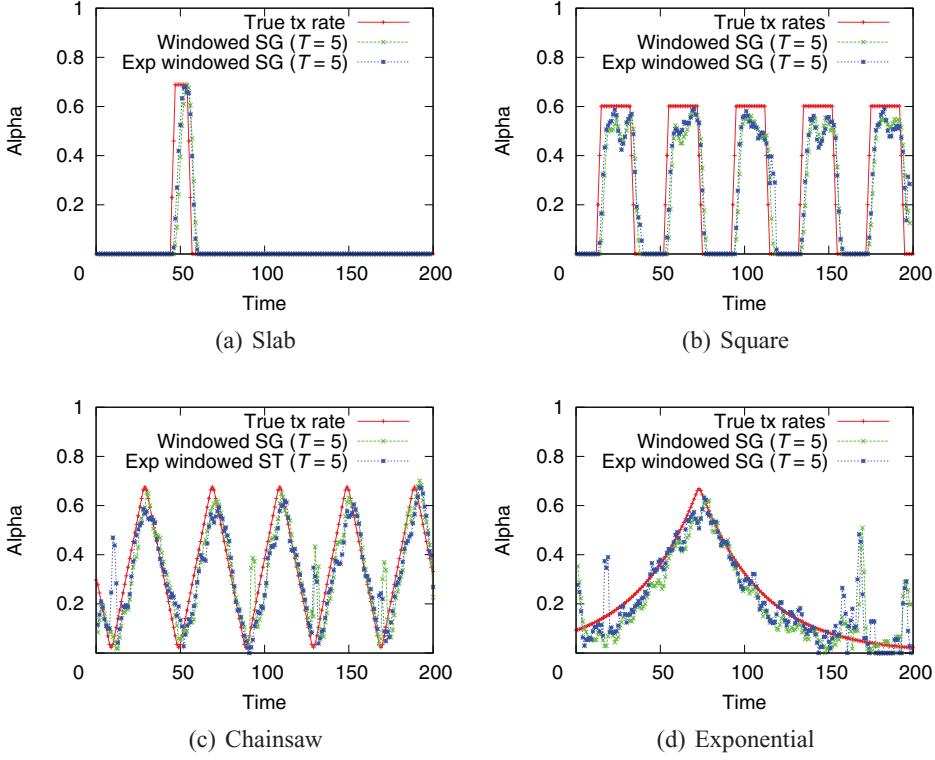 1
0.8
0.6
0.4
0.2
0
50
100
150
200
Alpha
Time
True tx rate
Windowed SG (T = 5)
Exp windowed SG (T = 5)
(a) Slab
1
0.8
0.6
0.4
0.2
0
50
100
150
200
Alpha
Time
True tx rates
Windowed SG (T = 5)
Exp windowed SG (T = 5)
(b) Square
1
0.8
0.6
0.4
0.2
0
50
100
150
200
Alpha
Time
True tx rate
Windowed SG (T = 5)
Exp windowed ST (T = 5)
(c) Chainsaw
1
0.8
0.6
0.4
0.2
0
50
100
150
200
Alpha
Time
True tx rates
Windowed SG (T = 5)
Exp windowed SG (T = 5)
(d) Exponential